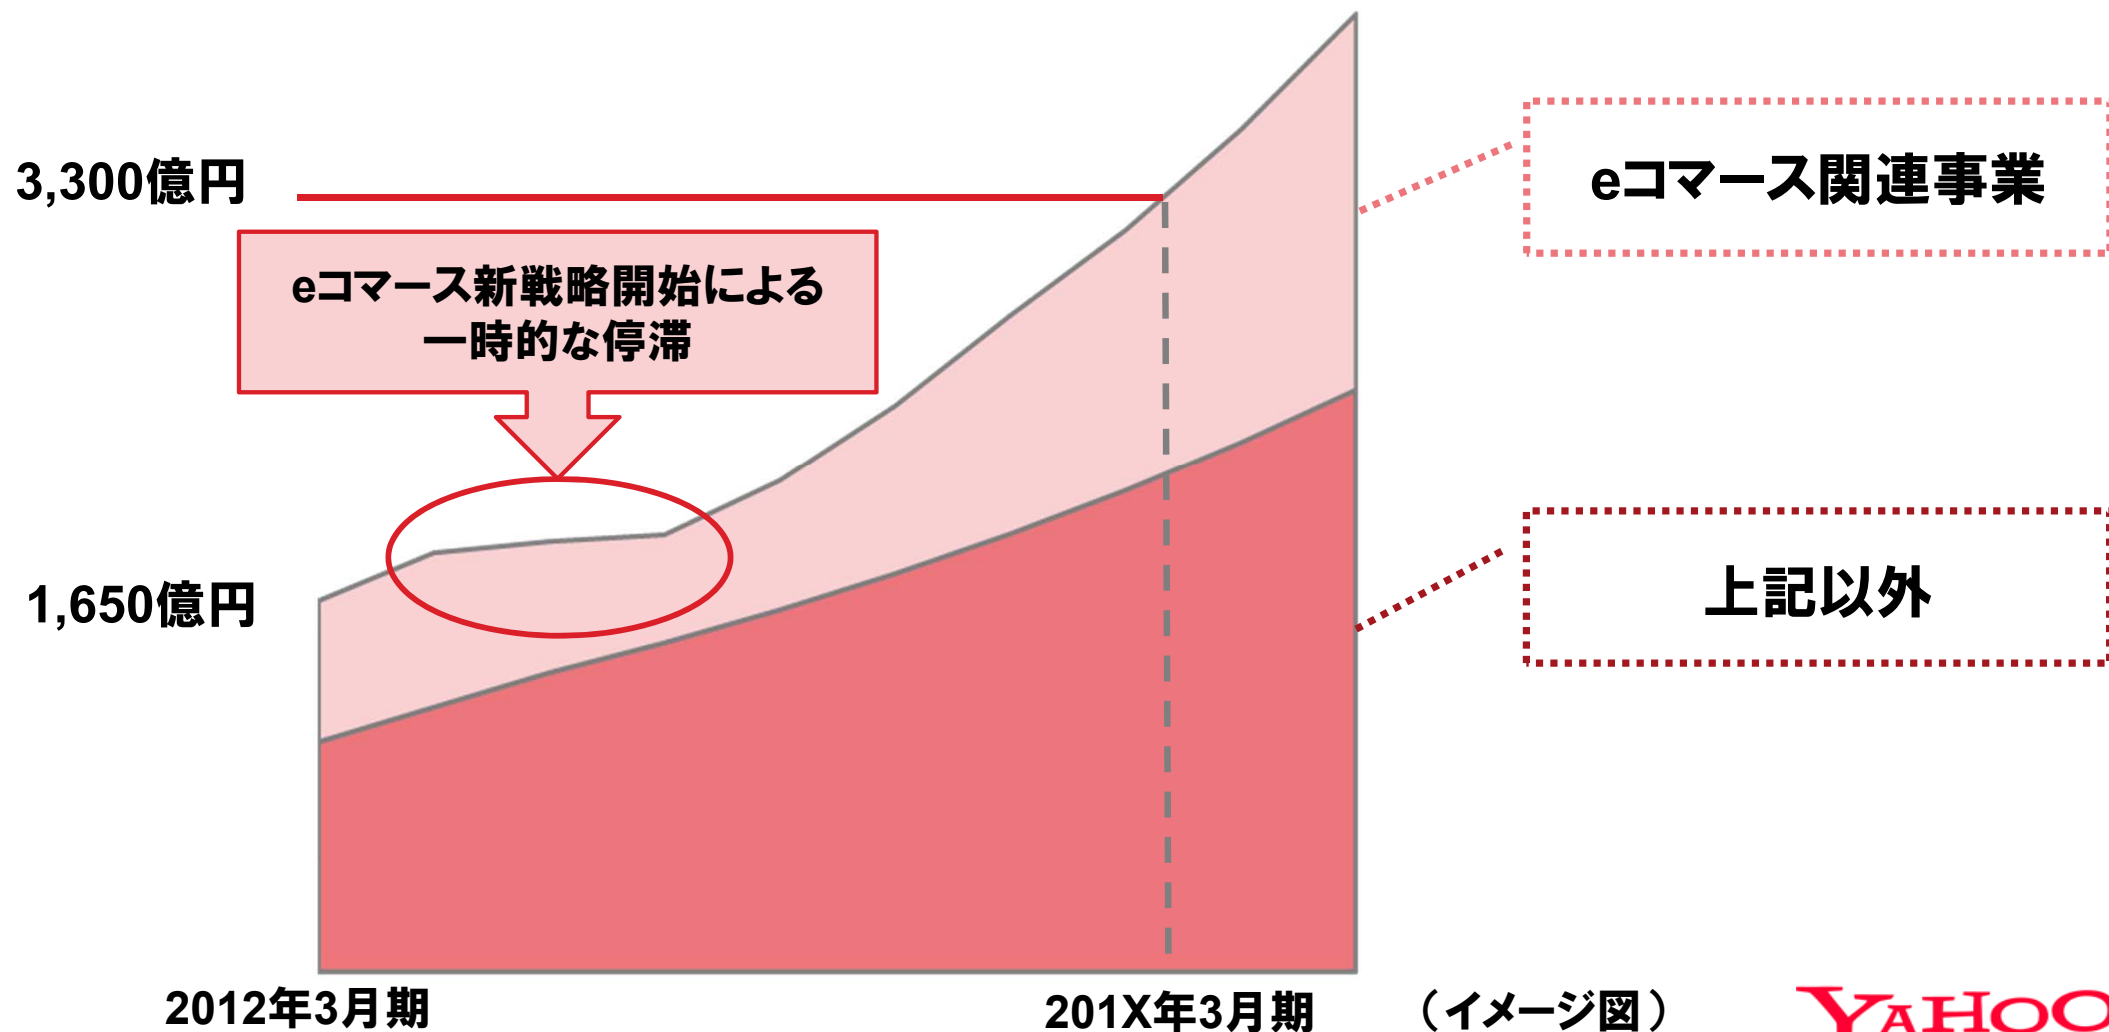 3,300億円
eコマース新戦略開始による
一時的な停滞
eコマース関連事業
1,650億円
上記以外
2012年3月期
201X年3月期
（イメージ図）
YAHOO